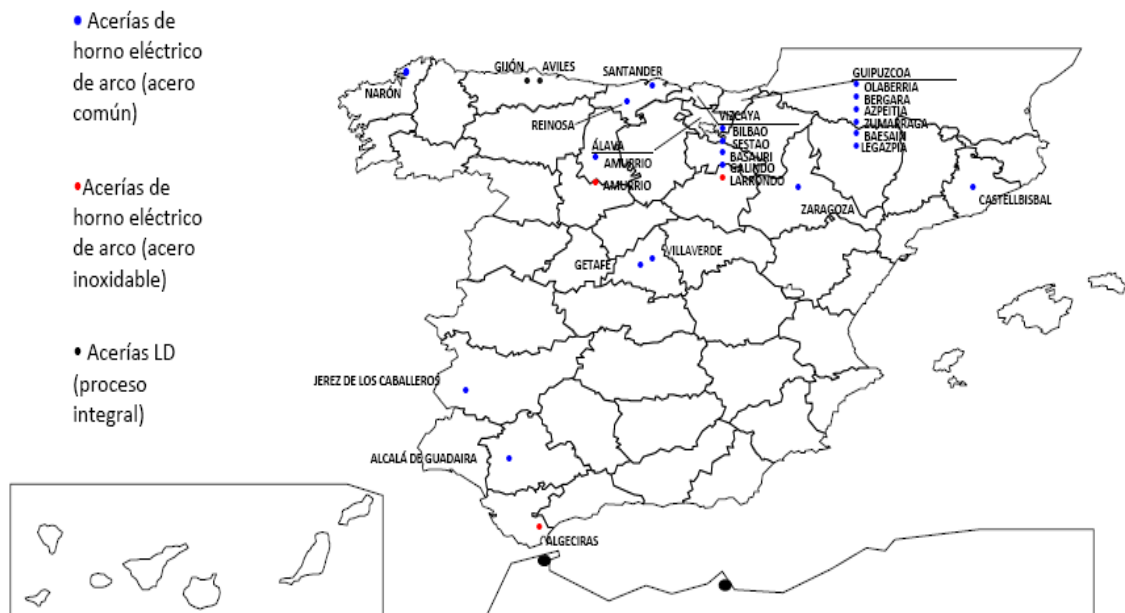 • Acerías de
horno eléctrico
de arco (acero
común)
•Acerías de
horno eléctrico
de arco (acero
inoxidable)
• Acerías LD
(proceso
integral)
NARÓN
GIJÓN AVILES
SANTANDER
REINOSA
GUIPUZCOA
OLABERRIA
BERGARA
AZPEITIA
ZUMARRAGA
BAESAIN
LEGAZPIA
VIZCAYA
BILBAO
SESTAO
BASAURI
GALINDO
LARRONDO
ÁLAVA
AMURRIO
AMURRIO
ZARAGOZA
CASTELLBISBAL
GETAFE
VILLAVERDE
JEREZ DE LOS CABALLEROS
ALCALÁ DE GUADAIRA
ALGECIRAS